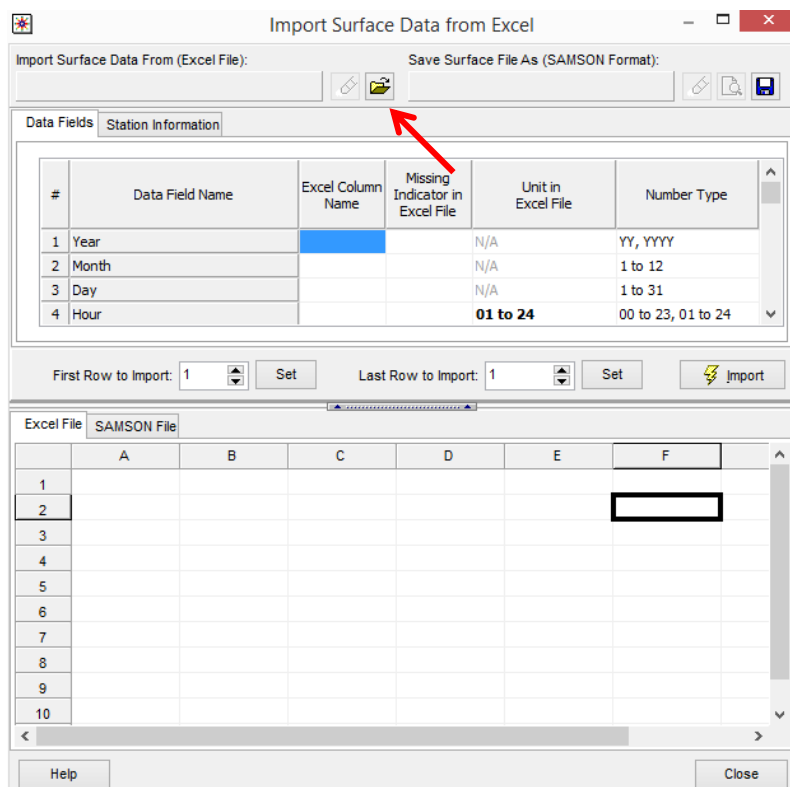 Import Surface Data from Excel
Import Surface Data From (Excel File): Save Surface File As (SAMSON Format):
Data Fields Station Information
# Data Field Name Excel Column Name Missing Indicator in Excel File Unit in Excel File Number Type
1 Year N/A YY, YYYY
2 Month N/A 1 to 12
3 Day N/A 1 to 31
4 Hour 01 to 24 00 to 23, 01 to 24
First Row to Import: 1 Set Last Row to Import: 1 Set Import
Excel File SAMSON File
A B C D E F
1
2
3
4
5
6
7
8
9
10
Help Close